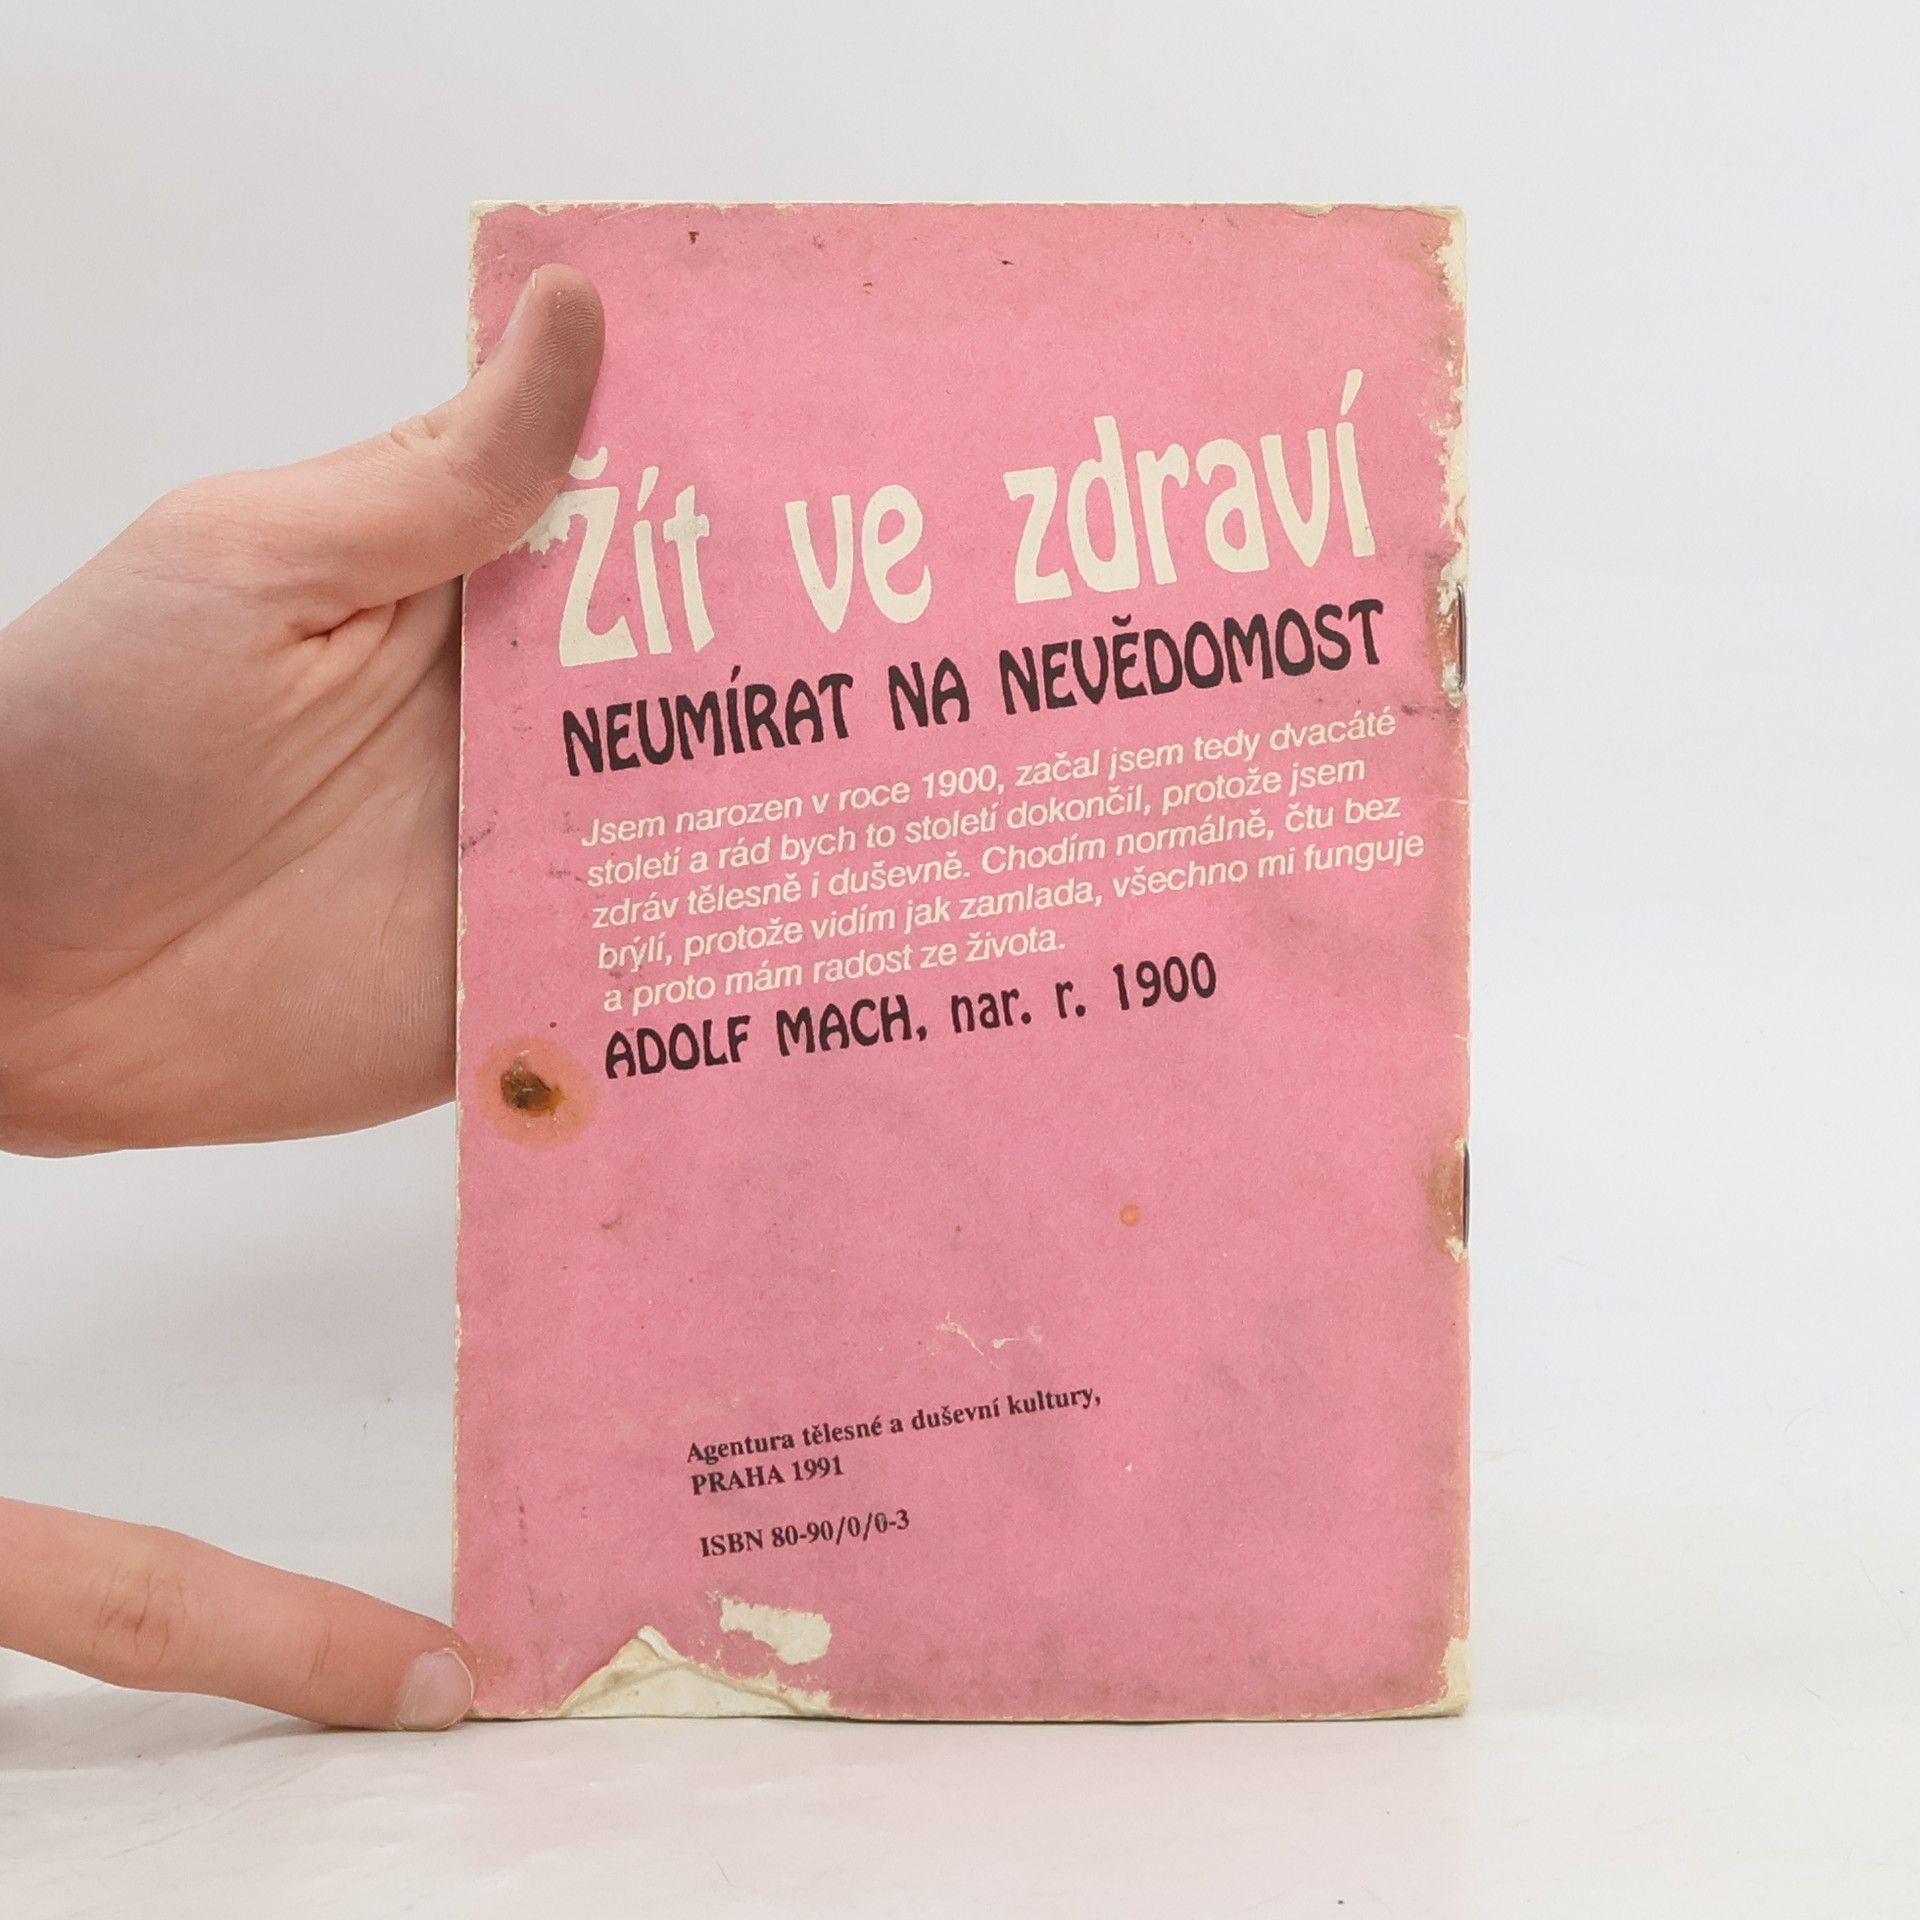 Žít ve zdraví
NEUMÍRAT NA NEVĚDOMOST
Jsem narozen v roce 1900, začal jsem tedy dvacáté
století a rád bych to století dokončil, protože jsem
zdráv tělesně i duševně. Chodím normálně, čtu bez
brýlí, protože vidím jak zamlada, všechno mi funguje
a proto mám radost ze života.
ADOLF MACH, nar. r. 1900
Agentura tělesné a duševní kultury,
PRAHA 1991
ISBN 80-90/0/0-3